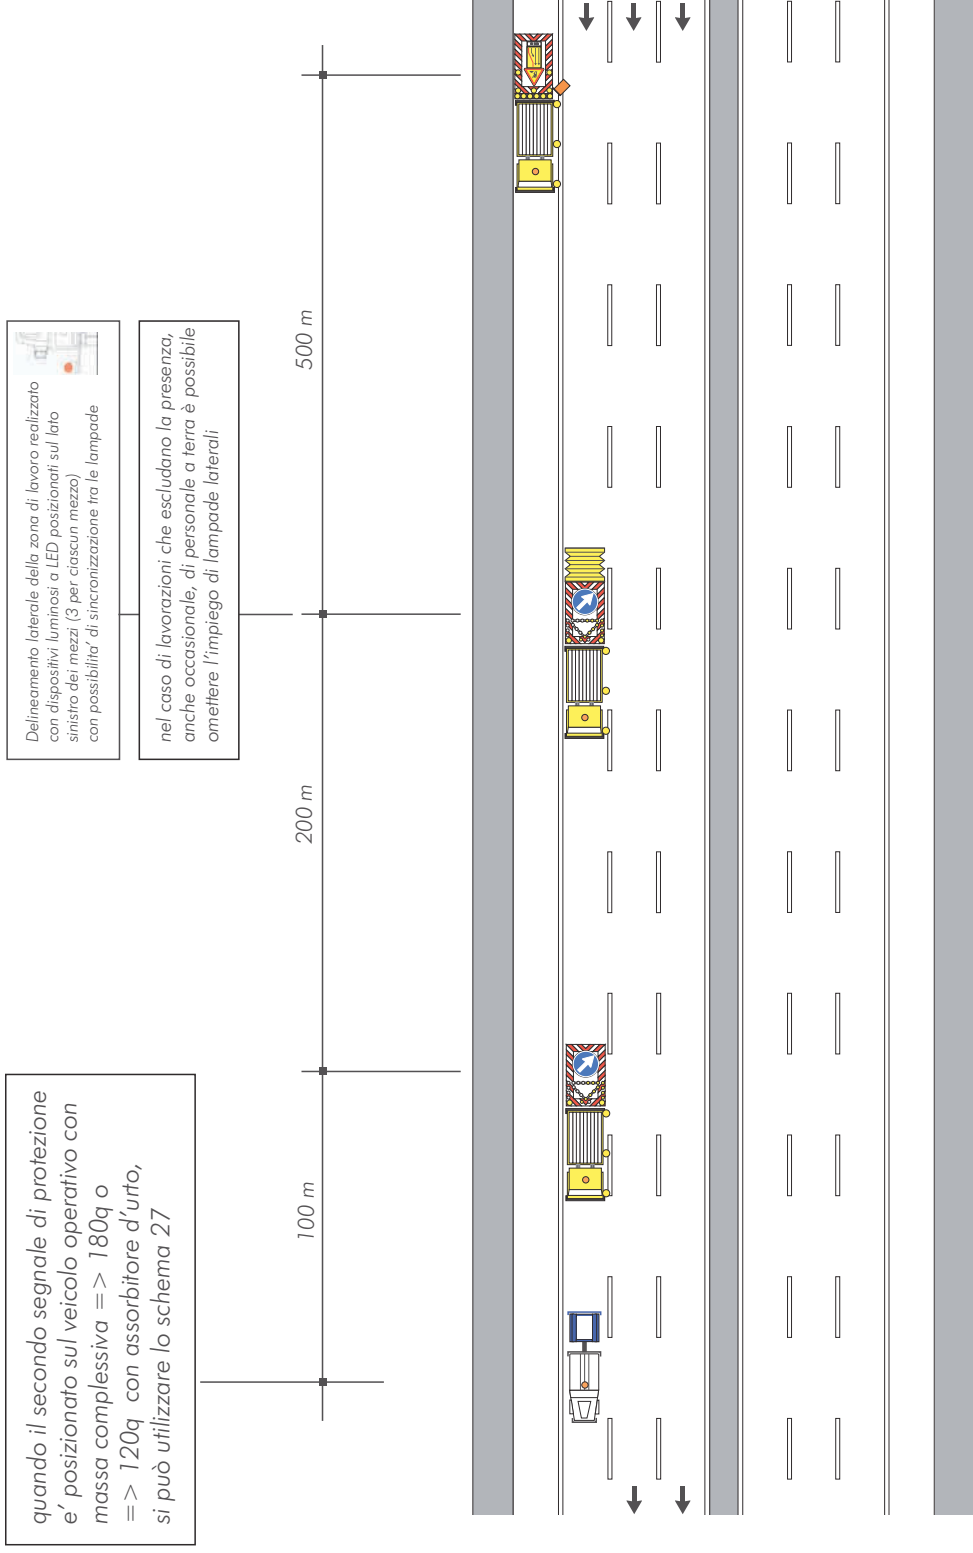 Delineamento laterale della zona di lavoro realizzato
con dispositivi luminosi a LED posizionati sul lato
sinistro dei mezzi (3 per ciascun mezzo)
con possibilita' di sincronizzazione tra le lampade
nel caso di lavorazioni che escludano la presenza,
anche occasionale, di personale a terra è possibile
omettere l'impiego di lampade laterali
500 m
200 m
100 m
quando il secondo segnale di protezione
e' posizionato sul veicolo operativo con
massa complessiva => 180q o
=> 120q con assorbitore d'urto,
si può utilizzare lo schema 27